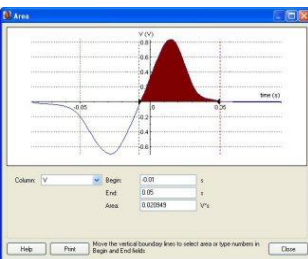 Area
V (V)
0.8
0.6
0.4
0.2
time (s)
-0.05
0
0.05
-0.2
-0.4
-0.6
Column: V Begin: -0.01 s
End: 0.05 s
Area: 0.020949 V*s
Help Print Move the vertical boundary lines to select area or type numbers in Begin and End fields Close